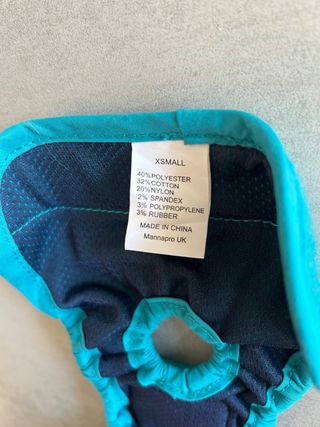 XSMALL
40%POLYESTER
32%COTTON
20%NYLON
2% SPANDEX
3% POLYPROPYLENE
3% RUBBER
MADE IN CHINA
Mannapro UK